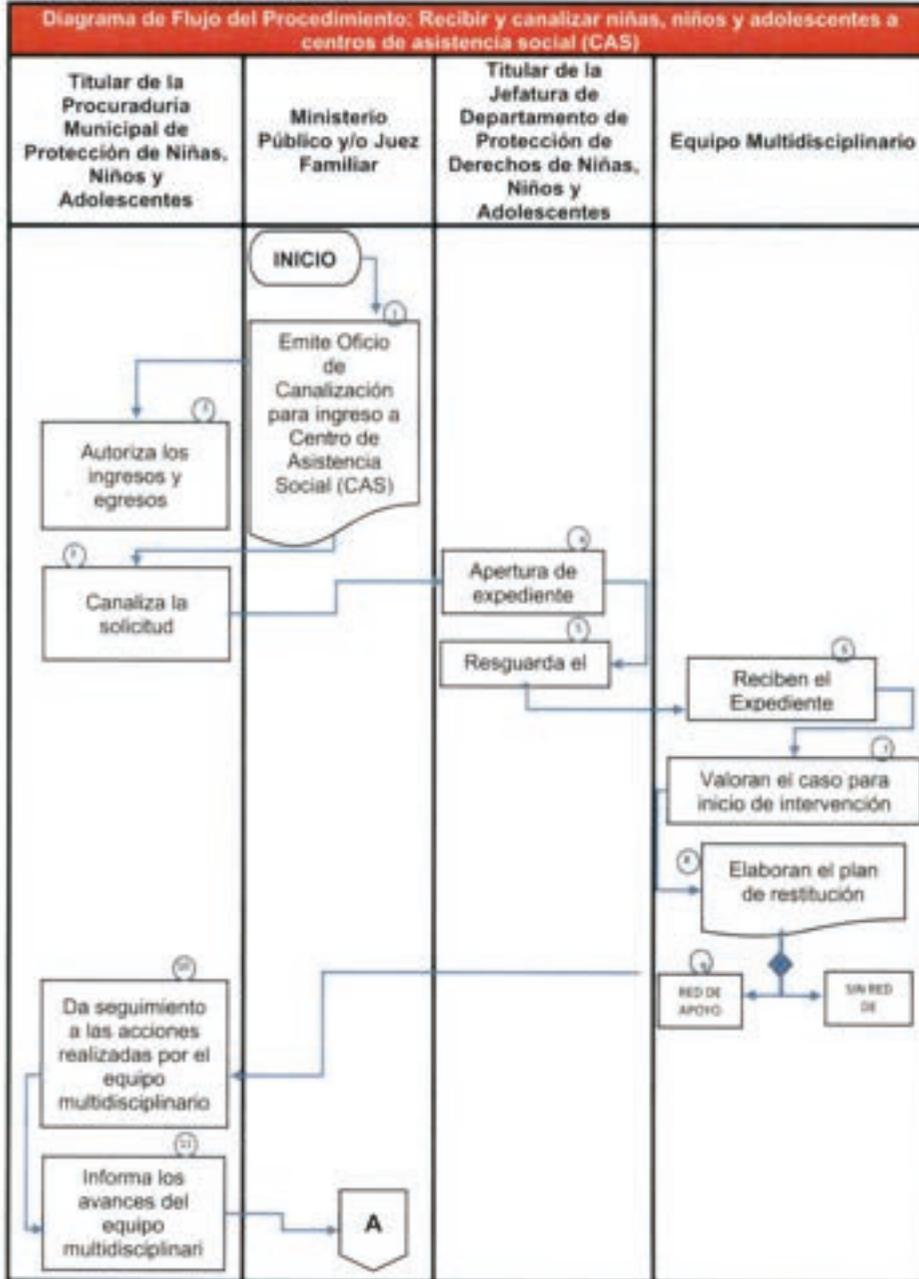 Diagrama de Flujo del Procedimiento: Recibir y canalizar niñas, niños y adolescentes a
centros de asistencia social (CAS)
Titular de la
Procuraduría
Municipal de
Protección de Niñas,
Niños y
Adolescentes
Ministerio
Público y/o Juez
Familiar
Titular de la
Jefatura de
Departamento de
Protección de
Derechos de Niñas,
Niños y
Adolescentes
Equipo Multidisciplinario
INICIO
1
Emite Oficio
de
Canalización
para ingreso a
Centro de
Asistencia
Social (CAS)
Autoriza los
ingresos y
egresos
Canaliza la
solicitud
Apertura de
expediente
5
Resguarda el
6
Reciben el
Expediente
7
Valoran el caso para
inicio de intervención
8
Elaboran el plan
de restitución
9
RED DE
APOYO
SIN RED
DE
10
Da seguimiento
a las acciones
realizadas por el
equipo
multidisciplinario
11
Informa los
avances del
equipo
multidisciplinari
A